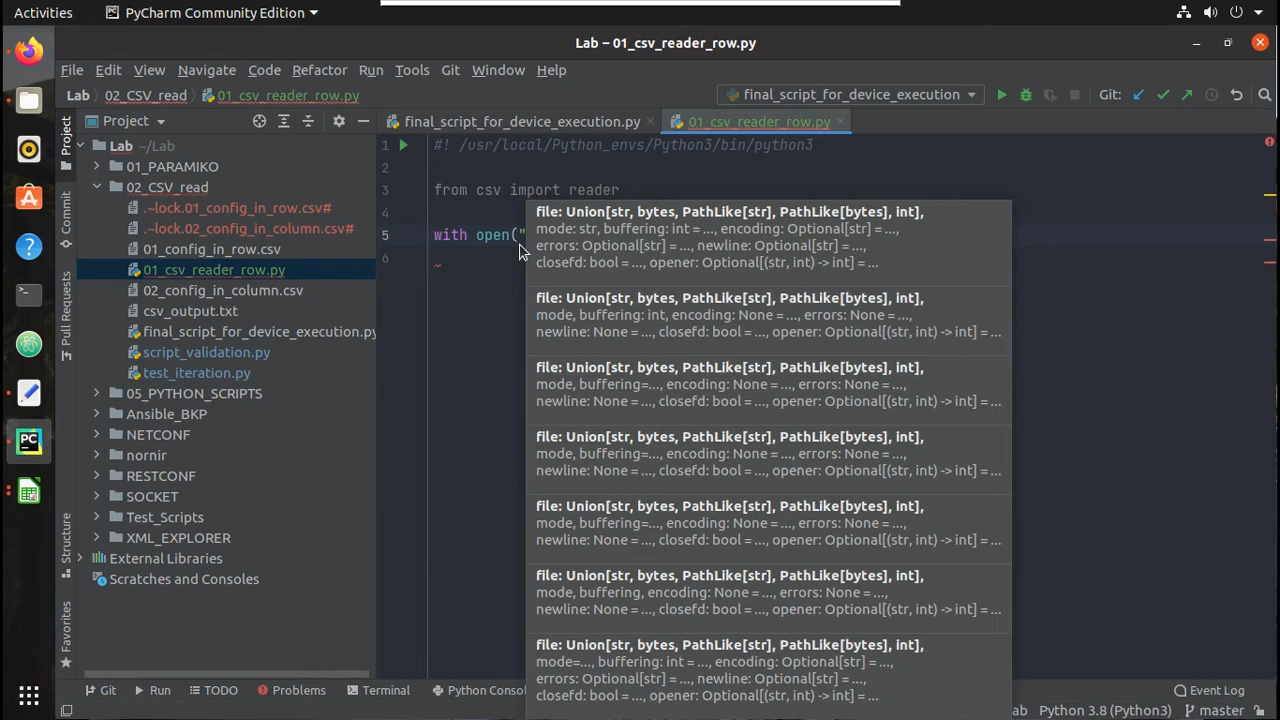 Activities PyCharm Community Edition
Lab – 01_csv_reader_row.py
File Edit View Navigate Code Refactor Run Tools Git Window Help
Lab 02_CSV_read 01_csv_reader_row.py final_script_for_device_execution Git:
Project Project final_script_for_device_execution.py 01_csv_reader_row.py
Lab ~/Lab
01_PARAMIKO
02_CSV_read
.~lock.01_config_in_row.csv#
.~lock.02_config_in_column.csv#
01_config_in_row.csv
01_csv_reader_row.py
02_config_in_column.csv
csv_output.txt
final_script_for_device_execution.py
script_validation.py
test_iteration.py
05_PYTHON_SCRIPTS
Ansible_BKP
NETCONF
nornir
RESTCONF
SOCKET
Test_Scripts
XML_EXPLORER
External Libraries
Scratches and Consoles
Commit
Pull Requests
Structure
Favorites
1 #! /usr/local/Python_envs/Python3/bin/python3
2
3 from csv import reader
4
5 with open("
6
file: Union[str, bytes, PathLike[str], PathLike[bytes], int],
mode: str, buffering: int = ..., encoding: Optional[str] = ...,
errors: Optional[str] = ..., newline: Optional[str] = ...,
closefd: bool = ..., opener: Optional[(str, int) -> int] = ...
file: Union[str, bytes, PathLike[str], PathLike[bytes], int],
mode, buffering: int, encoding: None = ..., errors: None = ...,
newline: None = ..., closefd: bool = ..., opener: Optional[(str, int) -> int] = ...
file: Union[str, bytes, PathLike[str], PathLike[bytes], int],
mode, buffering=..., encoding: None = ..., errors: None = ...,
newline: None = ..., closefd: bool = ..., opener: Optional[(str, int) -> int] = ...
file: Union[str, bytes, PathLike[str], PathLike[bytes], int],
mode, buffering=..., encoding: None = ..., errors: None = ...,
newline: None = ..., closefd: bool = ..., opener: Optional[(str, int) -> int] = ...
file: Union[str, bytes, PathLike[str], PathLike[bytes], int],
mode, buffering=..., encoding: None = ..., errors: None = ...,
newline: None = ..., closefd: bool = ..., opener: Optional[(str, int) -> int] = ...
file: Union[str, bytes, PathLike[str], PathLike[bytes], int],
mode, buffering, encoding: None = ..., errors: None = ...,
newline: None = ..., closefd: bool = ..., opener: Optional[(str, int) -> int] = ...
file: Union[str, bytes, PathLike[str], PathLike[bytes], int],
mode=..., buffering: int = ..., encoding: Optional[str] = ...,
errors: Optional[str] = ..., newline: Optional[str] = ...,
closefd: bool = ..., opener: Optional[(str, int) -> int] = ...
Git Run TODO Problems Terminal Python Consol Event Log
ab Python 3.8 (Python3) master
PC